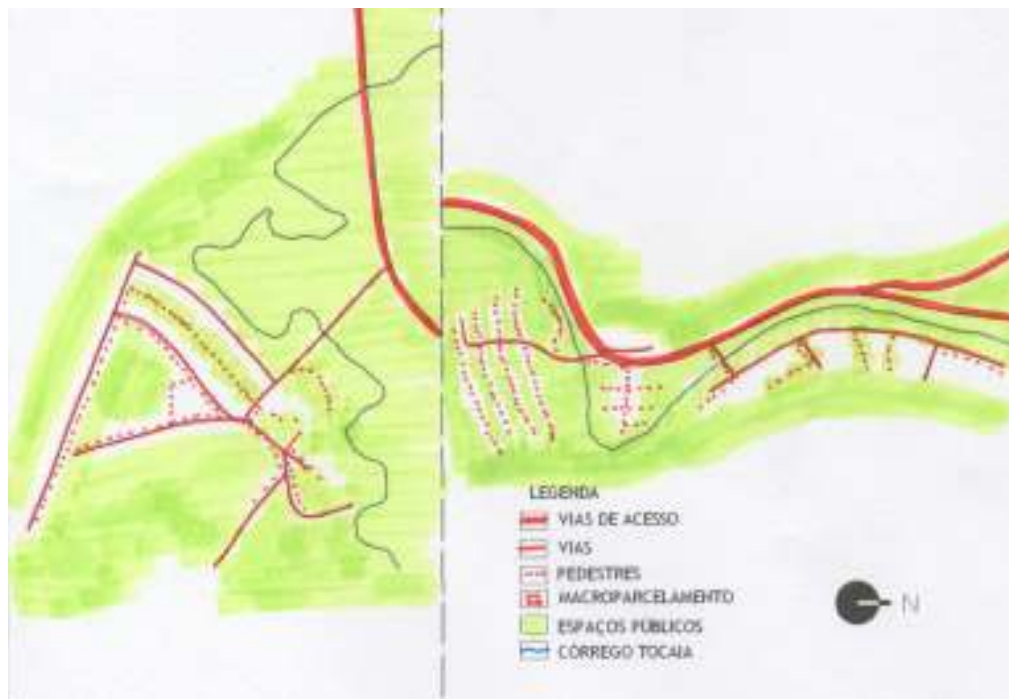 LEGENDA
VIAS DE ACESSO
VIAS
PEDESTRES
MACROPARCELAMENTO
ESPAÇOS PÚBLICOS
CÓRREGO TOCAIA
N